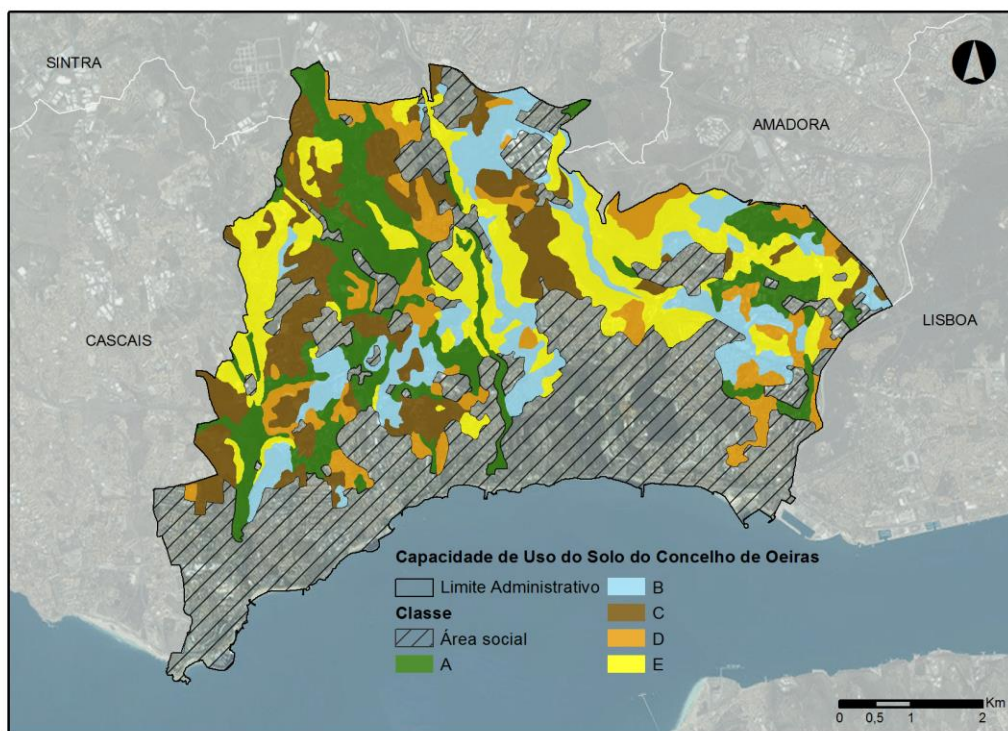 SINTRA
AMADORA
LISBOA
CASCAIS
Capacidade de Uso do Solo do Concelho de Oeiras
Limite Administrativo
Classe
Área social
A
B
C
D
E
Km
0 0,5 1 2